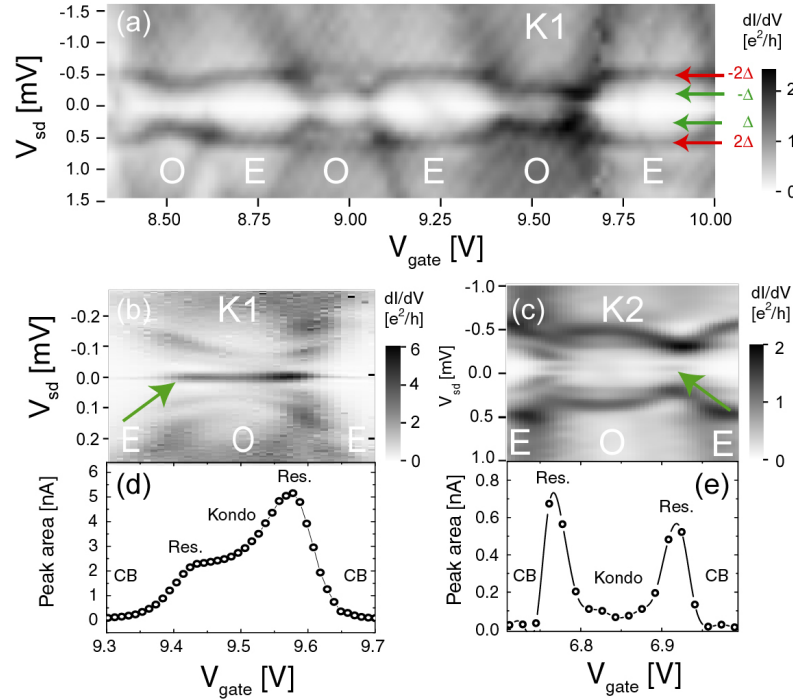 (a) K1
dI/dV
[e²/h]
-1.5
-1.0
-0.5
0.0
0.5
1.0
1.5
V_sd [mV]
-2Δ
-Δ
Δ
2Δ
2
1
0
O E O E O E
8.50 8.75 9.00 9.25 9.50 9.75 10.00
V_gate [V]
(b) K1
dI/dV
[e²/h]
-0.2
-0.1
0.0
0.1
0.2
V_sd [mV]
6
4
2
0
E O E
(c) K2
dI/dV
[e²/h]
-1.0
-0.5
0.0
0.5
1.0
V_sd [mV]
2
1
0
E O E
(d)
6
5
4
3
2
1
0
Peak area [nA]
CB Res. Kondo Res. CB
9.3 9.4 9.5 9.6 9.7
V_gate [V]
(e)
0.8
0.6
0.4
0.2
0.0
Peak area [nA]
CB Res. Kondo Res. CB
6.8 6.9
V_gate [V]